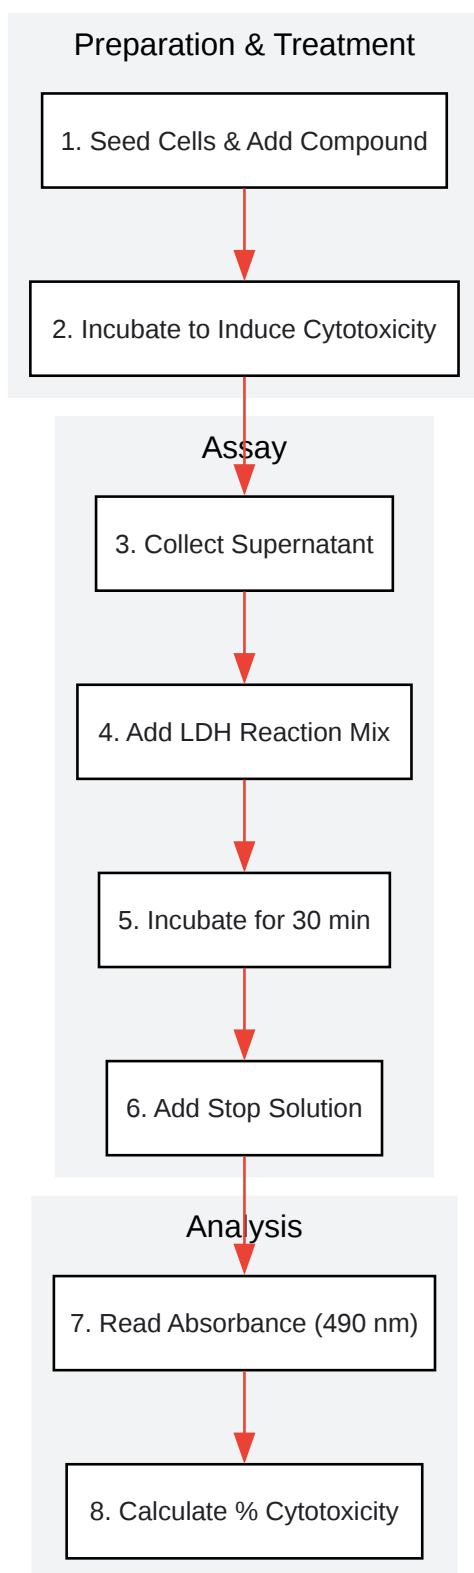 Preparation & Treatment
1. Seed Cells & Add Compound
2. Incubate to Induce Cytotoxicity
Assay
3. Collect Supernatant
4. Add LDH Reaction Mix
5. Incubate for 30 min
6. Add Stop Solution
Analysis
7. Read Absorbance (490 nm)
8. Calculate % Cytotoxicity